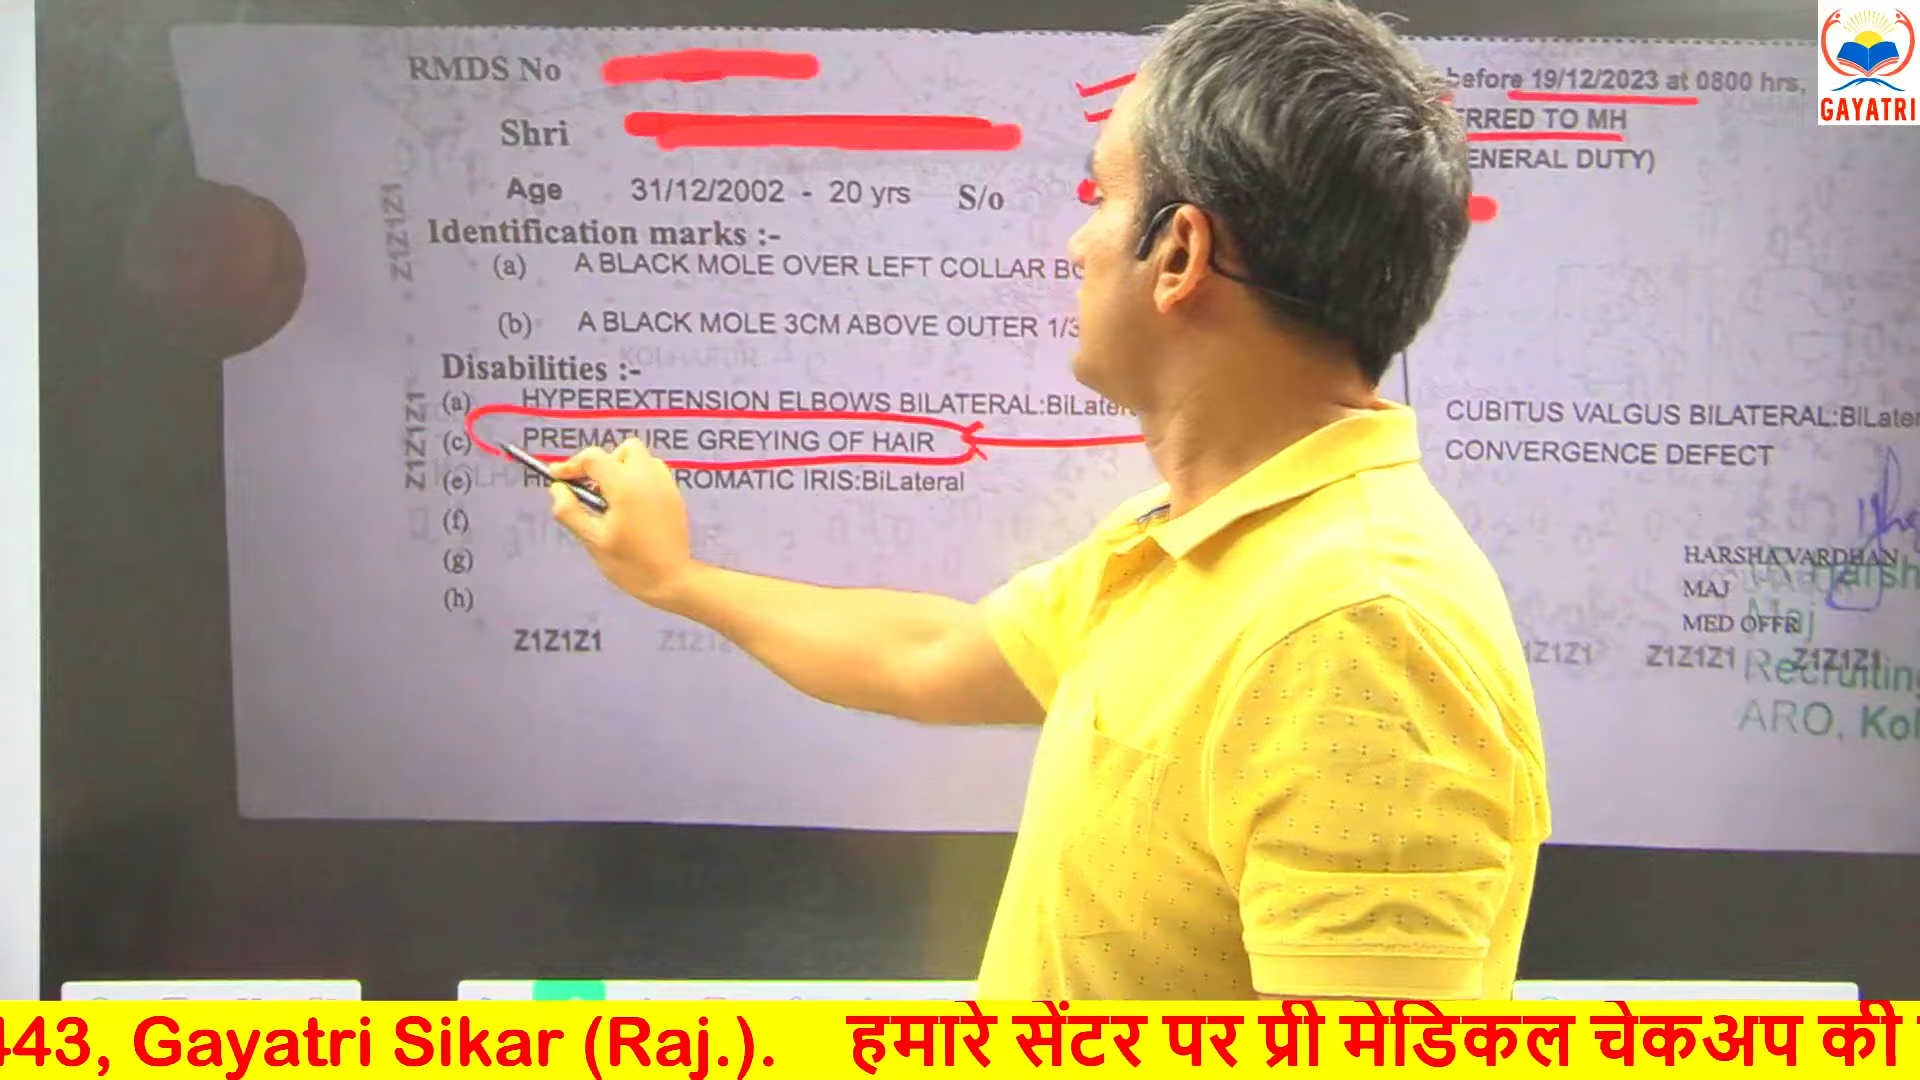 GAYATRI
RMDS No
before 19/12/2023 at 0800 hrs,
Shri
TO MH
DUTY)
Age 31/12/2002 - 20 yrs S/o
Identification marks :-
(a) A BLACK MOLE OVER LEFT COLLAR
(b) A BLACK MOLE 3CM ABOVE OUTER 1/3
KOLHAPUR
Disabilities :-
(a) HYPEREXTENSION ELBOWS BILATERAL:BiLater
CUBITUS VALGUS BILATERAL:BiLater
(c) PREMATURE GREYING OF HAIR
CONVERGENCE DEFECT
(e) ROMATIC IRIS:BiLateral
(f)
(g)
(h)
HARSHA VARDHAN
MAJ
MED OFFR
Harsh
Maj
Recruiting
ARO, Kol
Z1Z1Z1 Z1Z1Z1 Z1Z1Z1 Z1Z1Z1
Z1Z1Z1
Z1Z1Z1
443, Gayatri Sikar (Raj.). हमारे सेंटर पर प्री मेडिकल चेकअप की